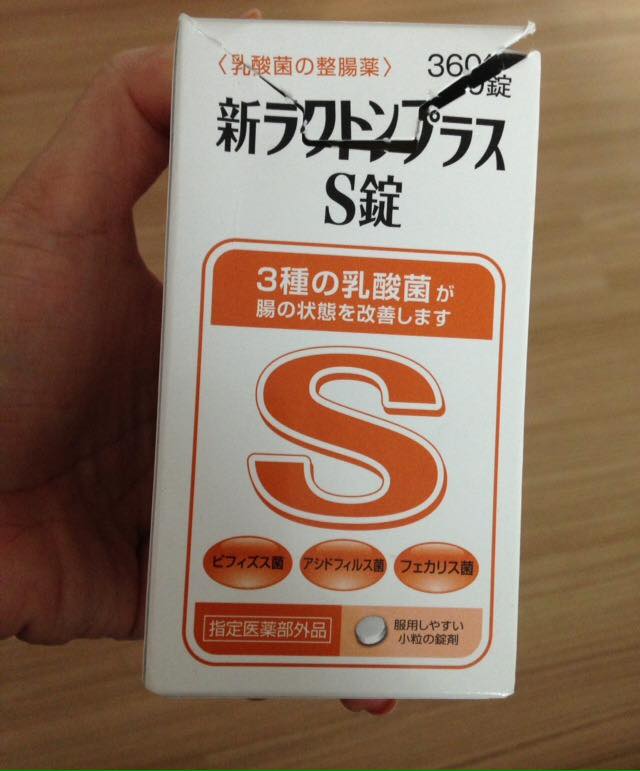 〈乳酸菌の整腸薬〉
360錠
新ラクトンプラス
S錠
3種の乳酸菌が
腸の状態を改善します
S
ビフィズス菌 アシドフィルス菌 フェカリス菌
指定医薬部外品
服用しやすい
小粒の錠剤